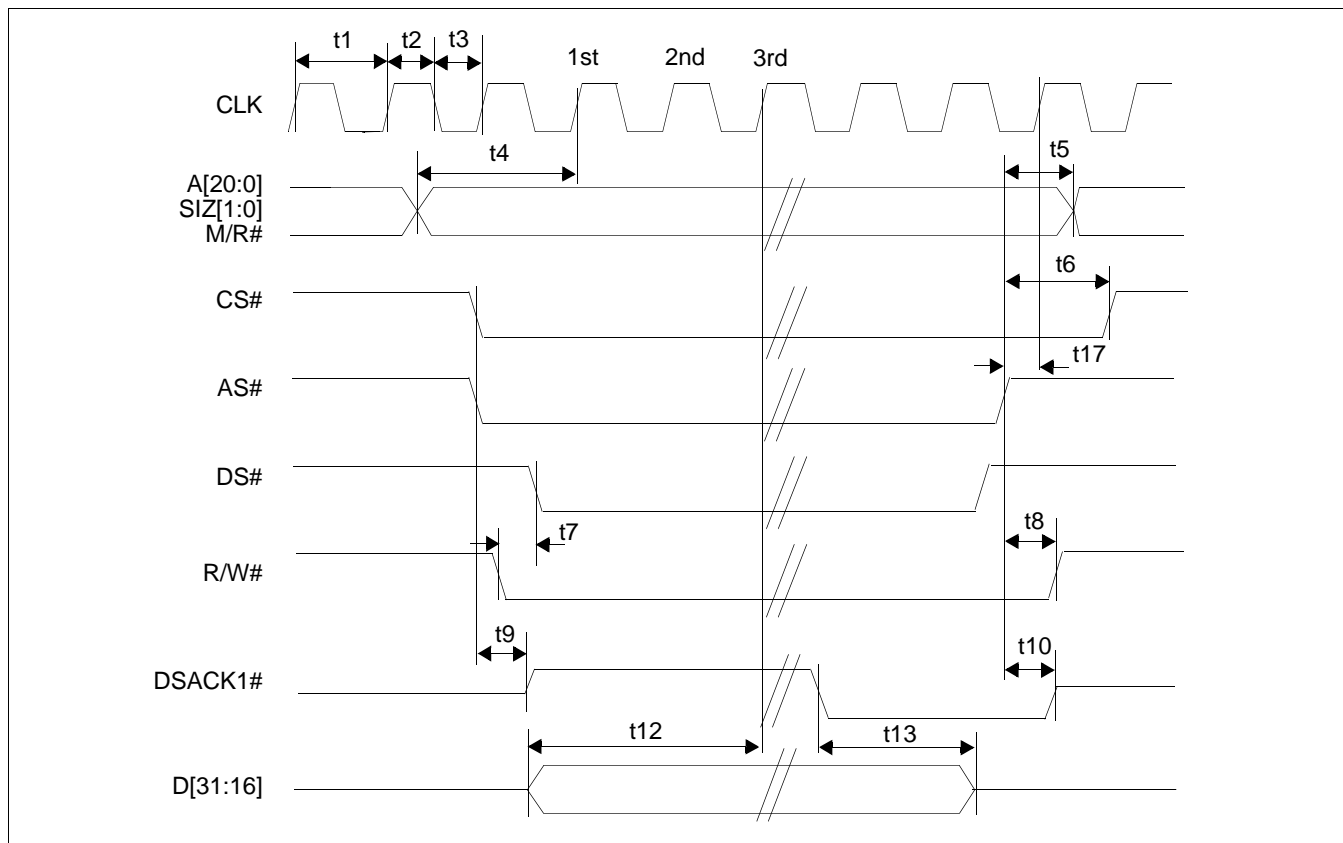 t1 t2 t3
1st 2nd 3rd
CLK
t4 t5
A[20:0]
SIZ[1:0]
M/R#
t6
CS#
t17
AS#
DS#
t7 t8
R/W#
t9 t10
DSACK1#
t12 t13
D[31:16]